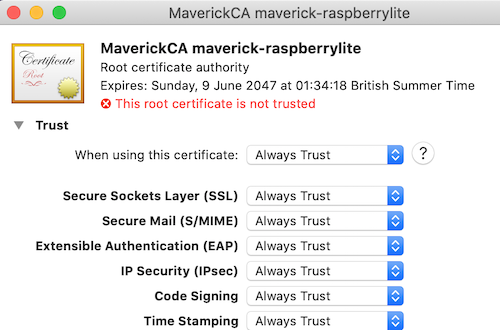 MaverickCA maverick-raspberrylite
Certificate
Root
MaverickCA maverick-raspberrylite
Root certificate authority
Expires: Sunday, 9 June 2047 at 01:34:18 British Summer Time
This root certificate is not trusted
Trust
When using this certificate: Always Trust ?
Secure Sockets Layer (SSL) Always Trust
Secure Mail (S/MIME) Always Trust
Extensible Authentication (EAP) Always Trust
IP Security (IPsec) Always Trust
Code Signing Always Trust
Time Stamping Always Trust